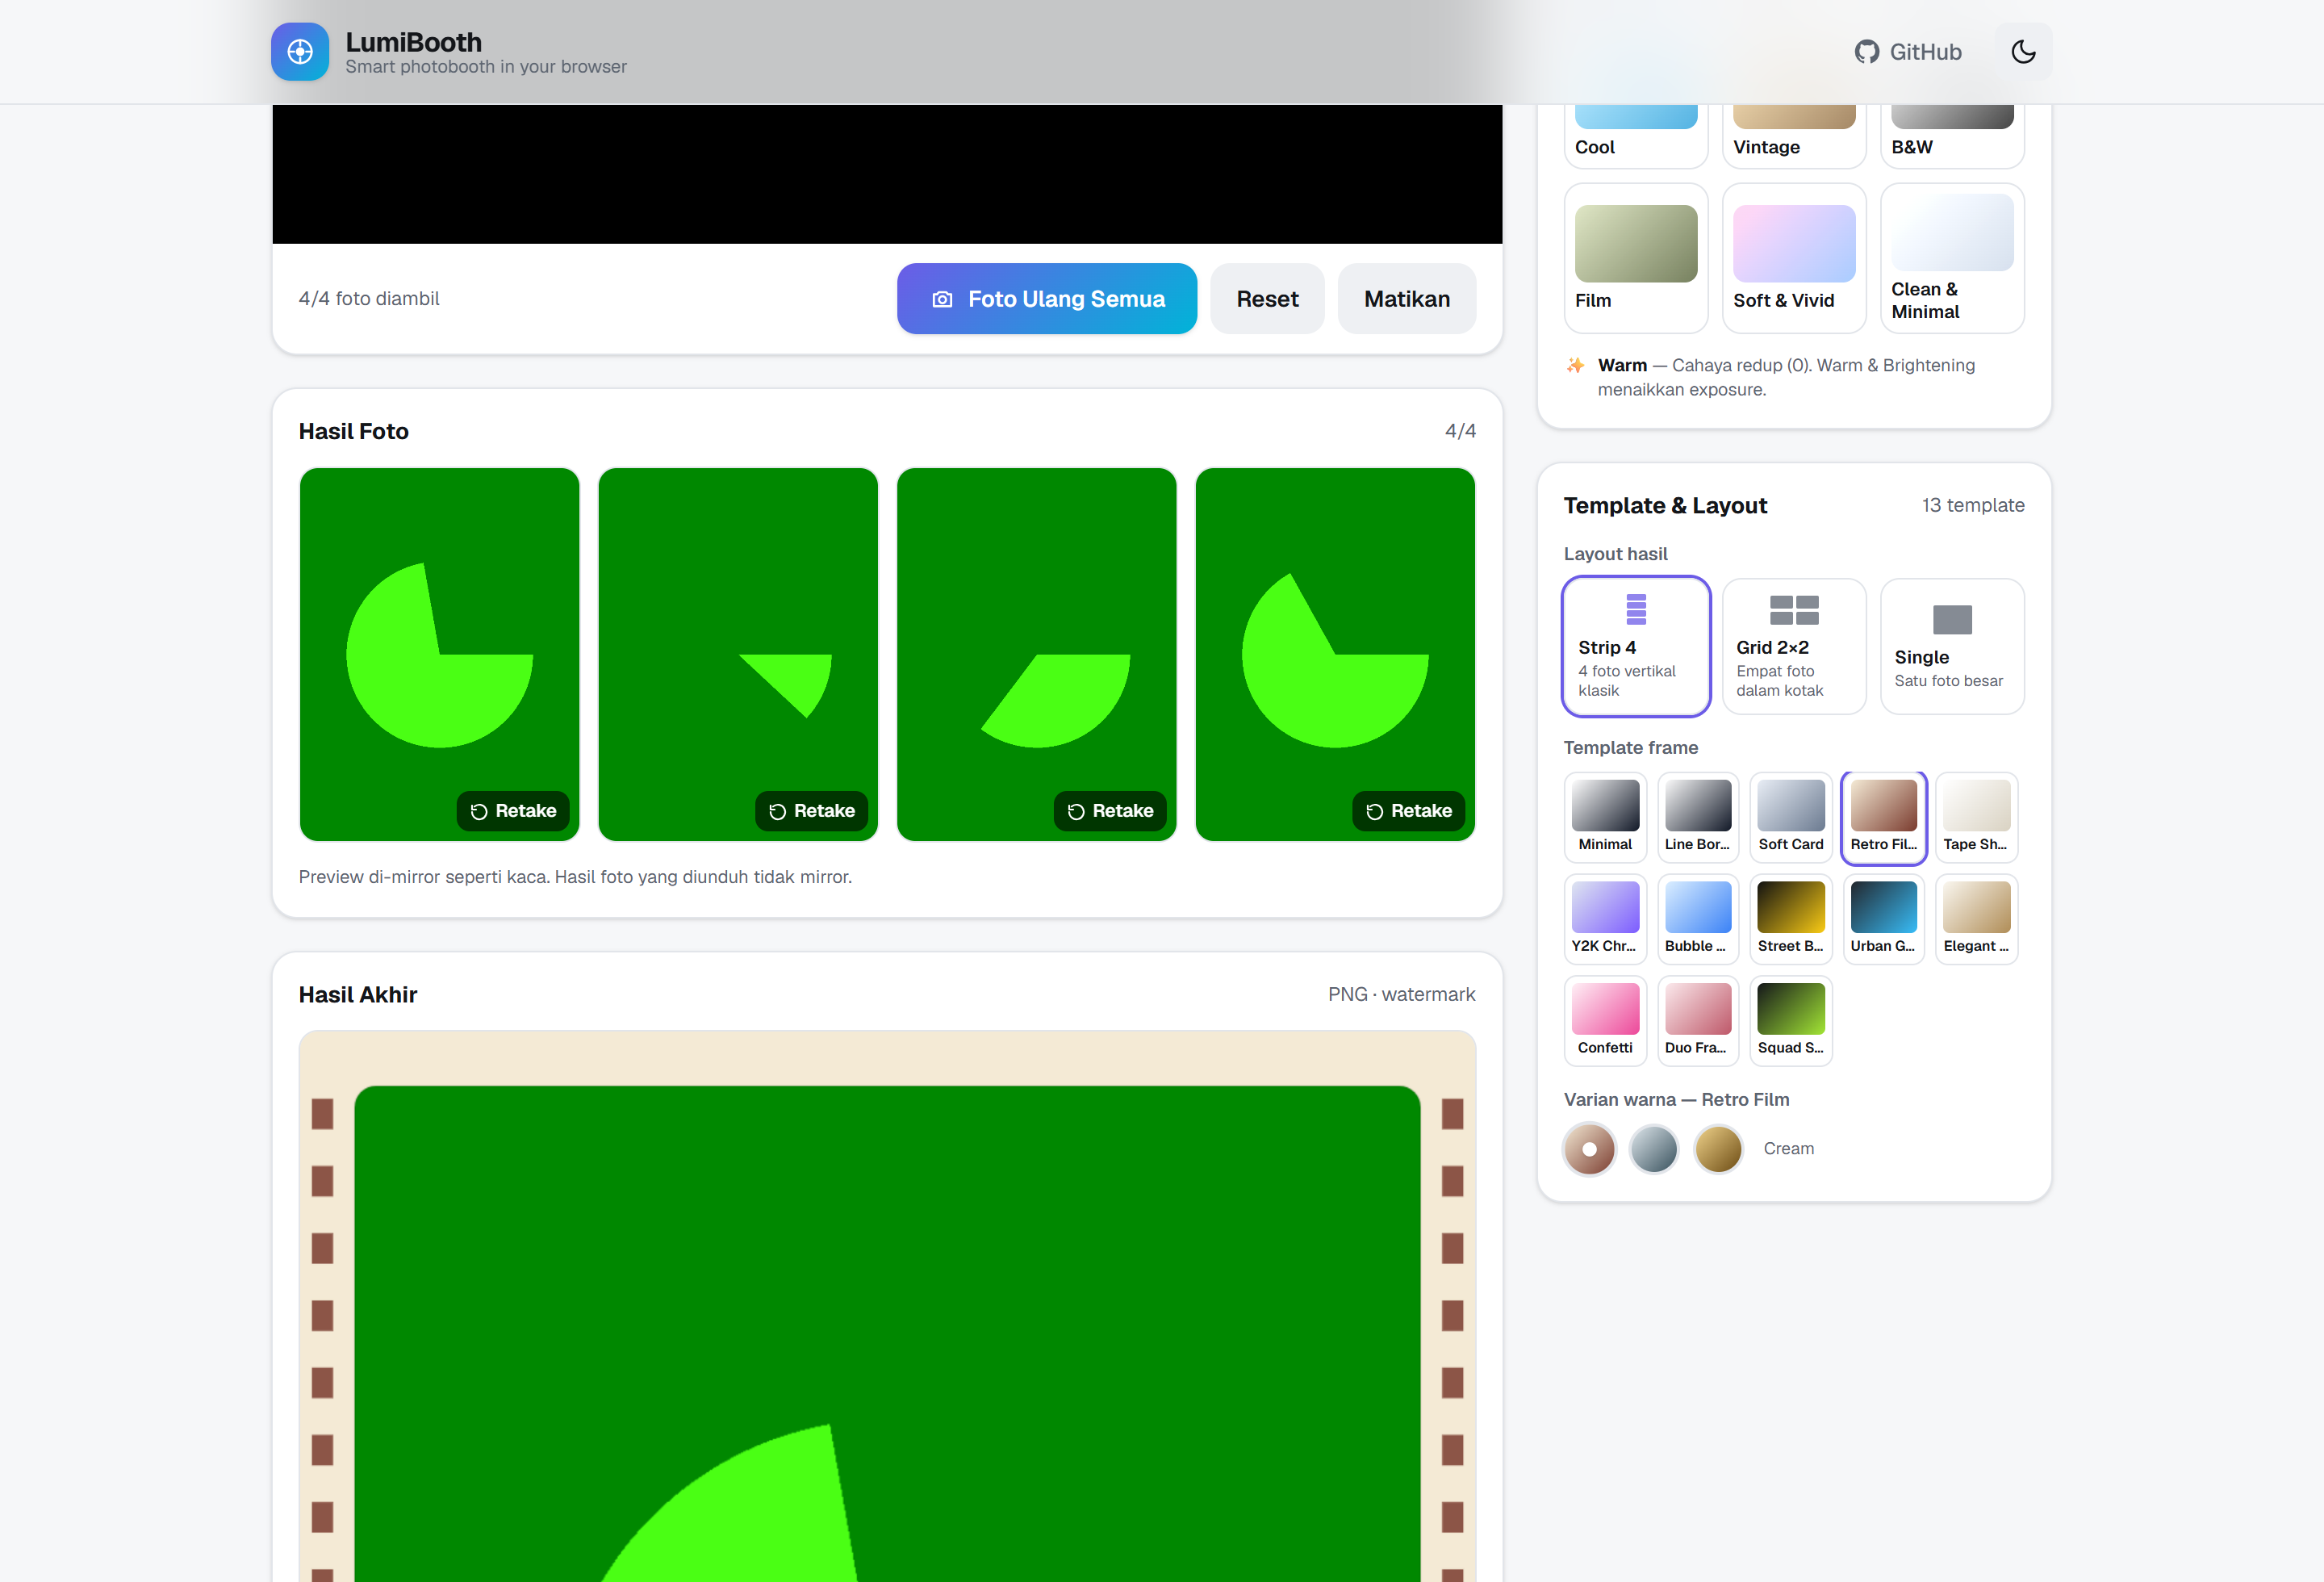 LumiBooth
Smart photobooth in your browser
GitHub
4/4 foto diambil
Foto Ulang Semua
Reset
Matikan
Hasil Foto
4/4
Retake
Retake
Retake
Retake
Preview di-mirror seperti kaca. Hasil foto yang diunduh tidak mirror.
Hasil Akhir
PNG · watermark
Cool
Vintage
B&W
Film
Soft & Vivid
Clean &
Minimal
Warm — Cahaya redup (0). Warm & Brightening
menaikkan exposure.
Template & Layout
13 template
Layout hasil
Strip 4
4 foto vertikal
klasik
Grid 2×2
Empat foto
dalam kotak
Single
Satu foto besar
Template frame
Minimal
Line Bor...
Soft Card
Retro Fil...
Tape Sh...
Y2K Chr...
Bubble ...
Street B...
Urban G...
Elegant ...
Confetti
Duo Fra...
Squad S...
Varian warna — Retro Film
Cream